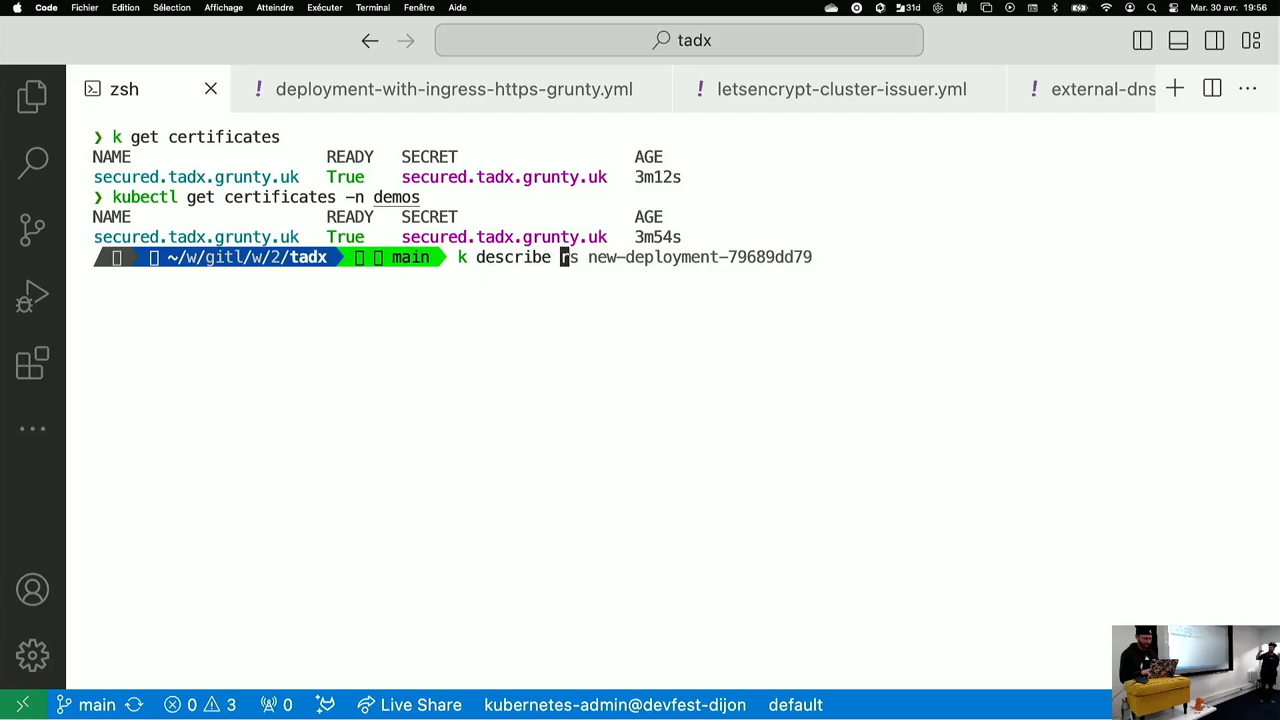 Code Fichier Edition Sélection Affichage Atteindre Exécuter Terminal Fenêtre Aide 31d Mar. 30 avr. 19:56
tadx
zsh deployment-with-ingress-https-grunty.yml letsencrypt-cluster-issuer.yml external-dns
❯ k get certificates
NAME READY SECRET AGE
secured.tadx.grunty.uk True secured.tadx.grunty.uk 3m12s
❯ kubectl get certificates -n demos
NAME READY SECRET AGE
secured.tadx.grunty.uk True secured.tadx.grunty.uk 3m54s
~/w/gitl/w/2/tadx main k describe rs new-deployment-79689dd79
main 0 3 0 Live Share kubernetes-admin@devfest-dijon default